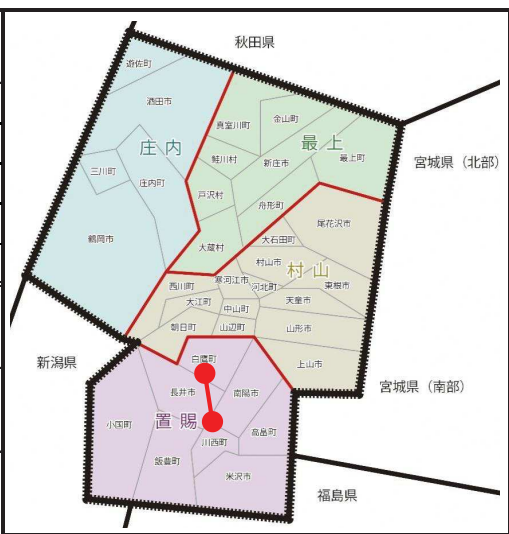 秋田県
遊佐町
酒田市
庄内
三川町
庄内町
鶴岡市
真室川町
金山町
最上
鮭川村
新庄市
最上町
戸沢村
舟形町
大蔵村
宮城県（北部）
尾花沢市
大石田町
村山市
村山
西川町
寒河江市
河北町
東根市
大江町
中山町
天童市
朝日町
山辺町
山形市
上山市
新潟県
宮城県（南部）
白鷹町
長井市
南陽市
小国町
置賜
川西町
高畠町
飯豊町
米沢市
福島県